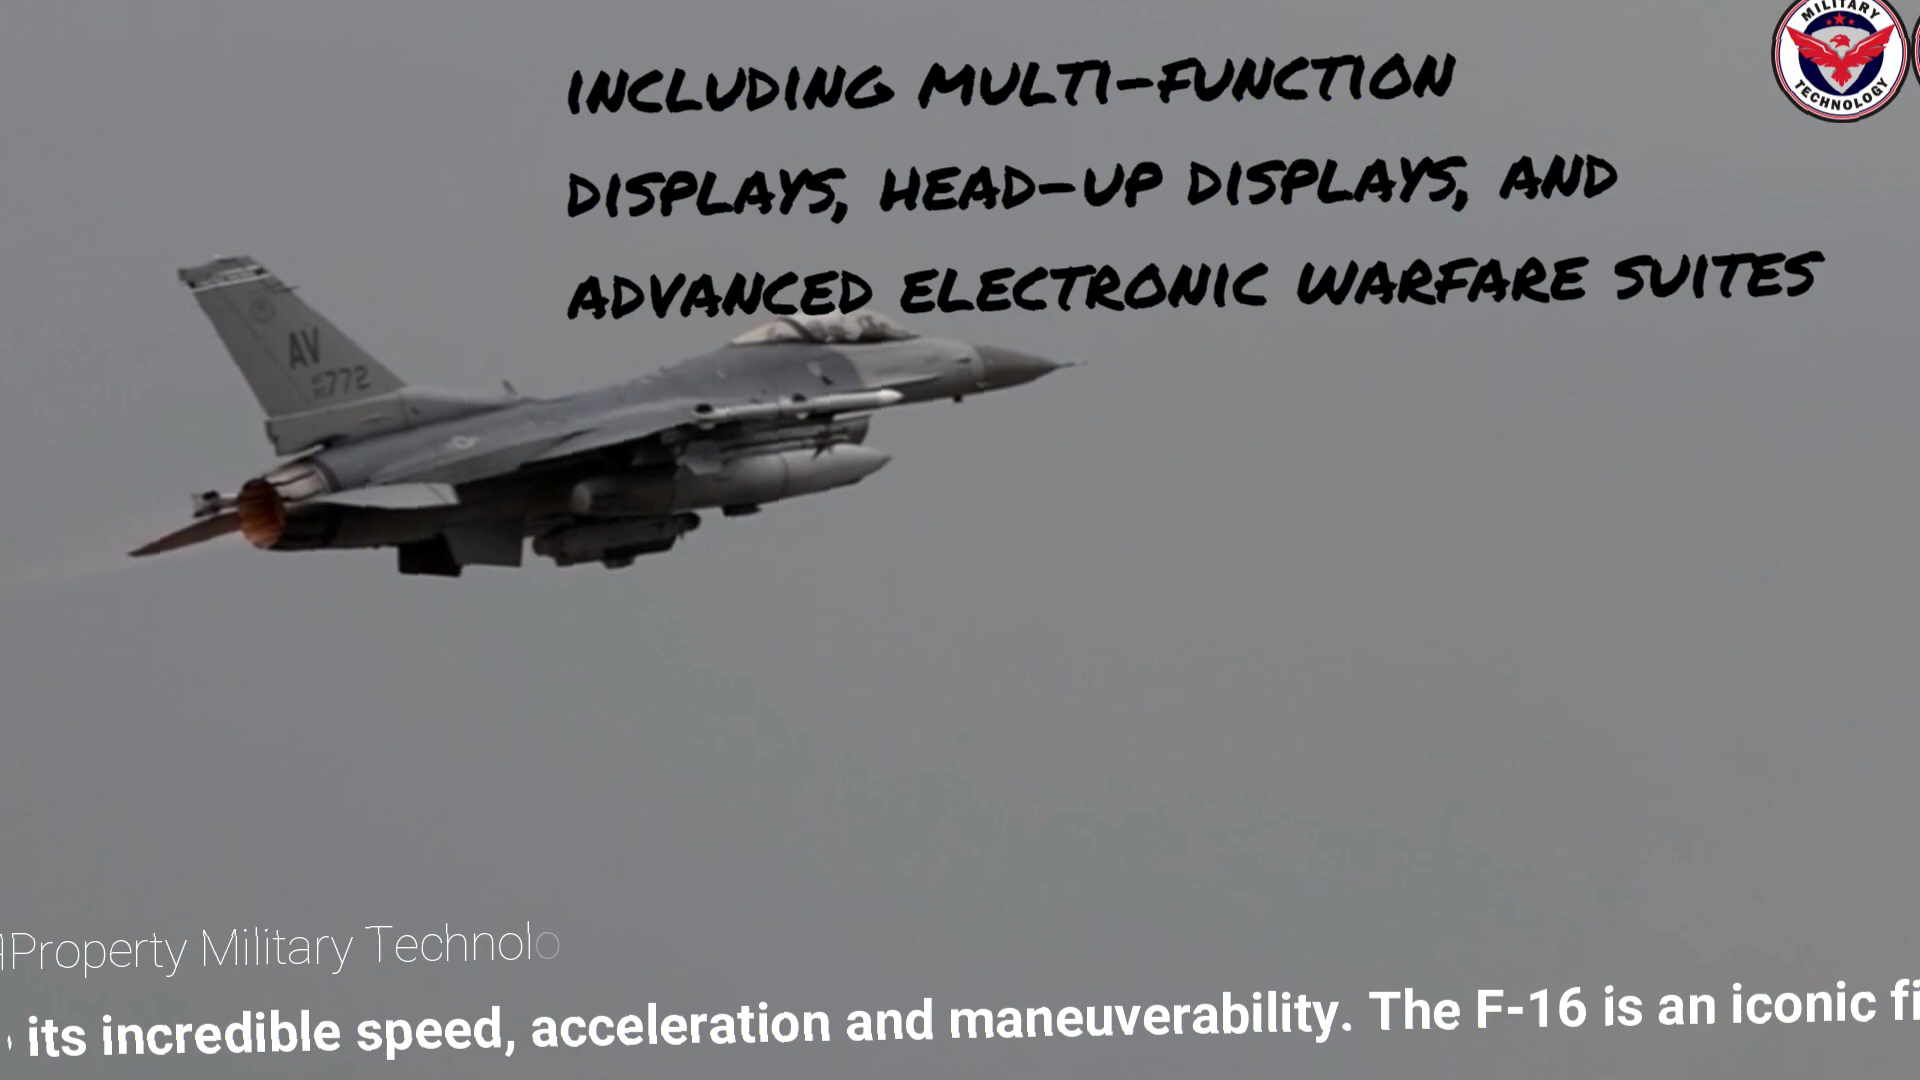 MILITARY
TECHNOLOGY
INCLUDING MULTI-FUNCTION
DISPLAYS, HEAD-UP DISPLAYS, AND
ADVANCED ELECTRONIC WARFARE SUITES
AV
772
Property Military Technolo
its incredible speed, acceleration and maneuverability. The F-16 is an iconic fi